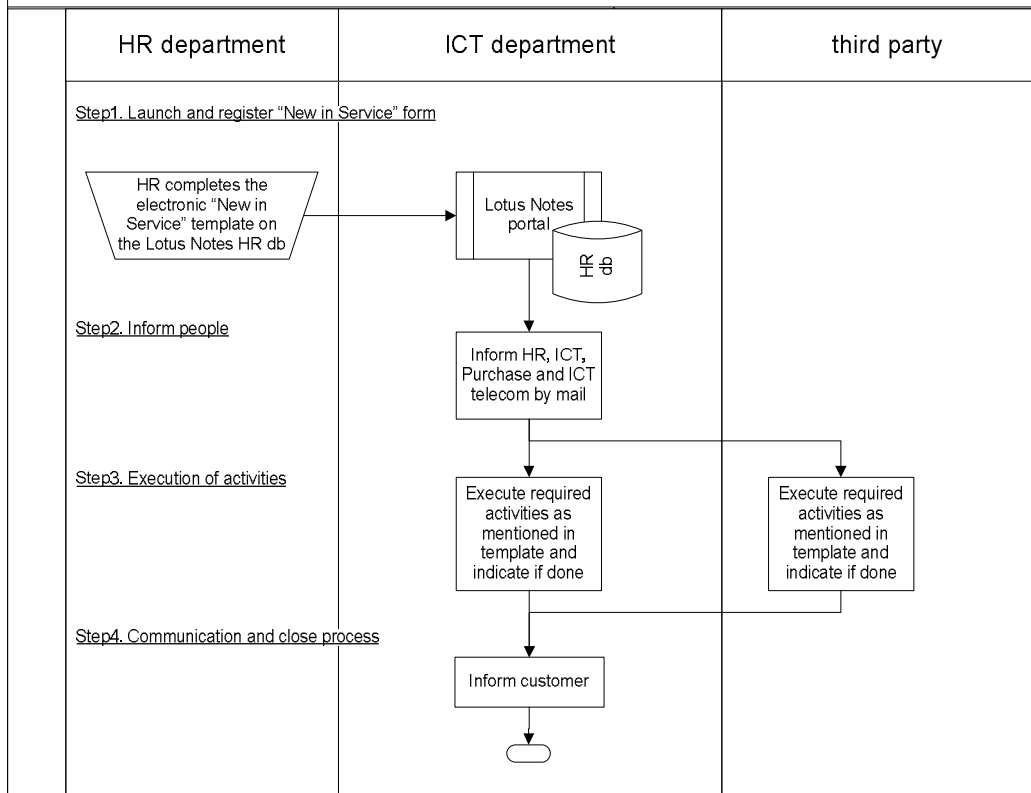 HR department
ICT department
third party
Step1. Launch and register “New in Service” form
HR completes the
electronic “New in
Service” template on
the Lotus Notes HR db
Lotus Notes
portal
HR
db
Step2. Inform people
Inform HR, ICT,
Purchase and ICT
telecom by mail
Step3. Execution of activities
Execute required
activities as
mentioned in
template and
indicate if done
Execute required
activities as
mentioned in
template and
indicate if done
Step4. Communication and close process
Inform customer